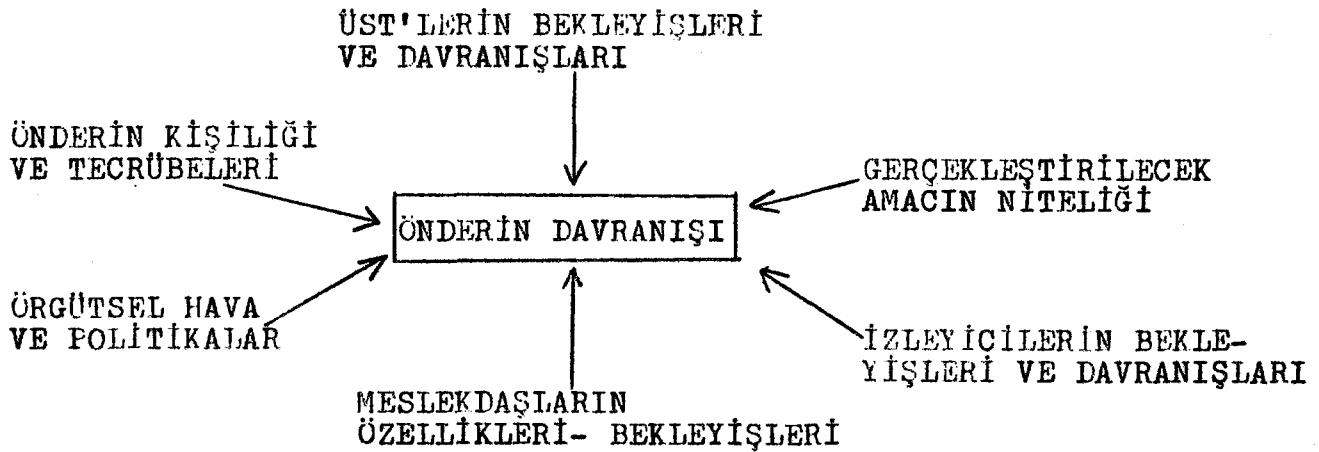 ÜST'LERİN BEKLEYİŞLERİ
VE DAVRANIŞLARI
ÖNDERİN KİŞİLİĞİ
VE TECRÜBELERİ
GERÇEKLEŞTİRİLECEK
AMACIN NİTELİĞİ
ÖNDERİN DAVRANIŞI
ÖRGÜTSEL HAVA
VE POLİTİKALAR
İZLEYİCİLERİN BEKLE-
YİŞLERİ VE DAVRANIŞLARI
MESLEKDAŞLARIN
ÖZELLİKLERİ- BEKLEYİŞLERİ